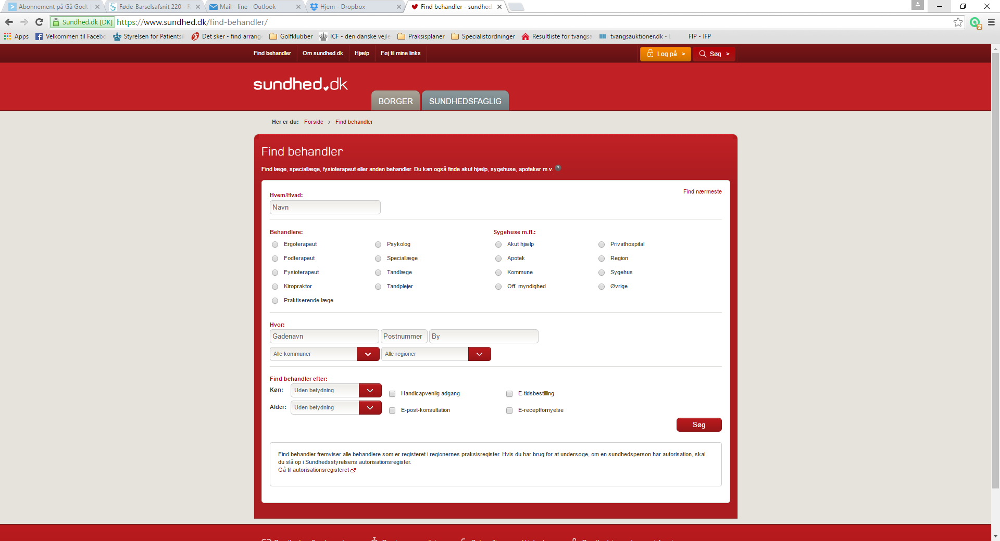 Abonnement på Gå Godt
Føde-Barselsafsnit 220 - R
Mail - line - Outlook
Hjem - Dropbox
Find behandler - sundhed
Sundhed.dk [DK] https://www.sundhed.dk/find-behandler/
Apps Velkommen til Facebo Styrelsen for Patientsik Det sker - find arrang Golfklubber ICF - den danske vejle Praksisplaner Specialistordninger Resultliste for tvangsa tvangsauktioner.dk - FIP - IFP
Find behandler Om sundhed.dk Hjælp Føj til mine links Log på > Søg >
sundhed.dk
BORGER SUNDHEDSFAGLIG
Her er du: Forside > Find behandler
Find behandler
Find læge, speciallæge, fysioterapeut eller anden behandler. Du kan også finde akut hjælp, sygehuse, apoteker m.v. ?
Find nærmeste
Hvem/Hvad:
Navn
Behandlere: Sygehuse m.fl.:
Ergoterapeut Psykolog Akut hjælp Privathospital
Fodterapeut Speciallæge Apotek Region
Fysioterapeut Tandlæge Kommune Sygehus
Kiropraktor Tandplejer Off. myndighed Øvrige
Praktiserende læge
Hvor:
Gadenavn Postnummer By
Alle kommuner Alle regioner
Find behandler efter:
Køn: Uden betydning Handicapvenlig adgang E-tidsbestilling
Alder: Uden betydning E-post-konsultation E-receptfornyelse
Søg
Find behandler fremviser alle behandlere som er registeret i regionernes praksisregister. Hvis du har brug for at undersøge, om en sundhedsperson har autorisation, skal
du slå op i Sundhedsstyrelsens autorisationsregister.
Gå til autorisationsregisteret